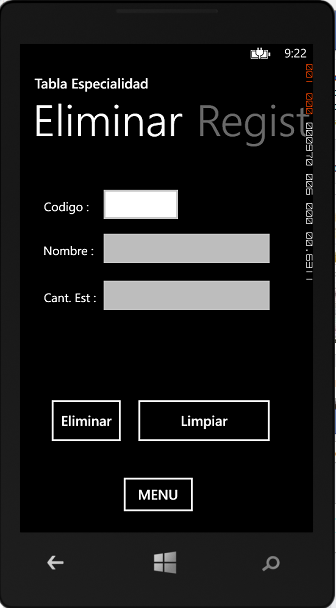 9:22
Tabla Especialidad
Eliminar Regist
Codigo :
Nombre :
Cant. Est :
Eliminar Limpiar
MENU